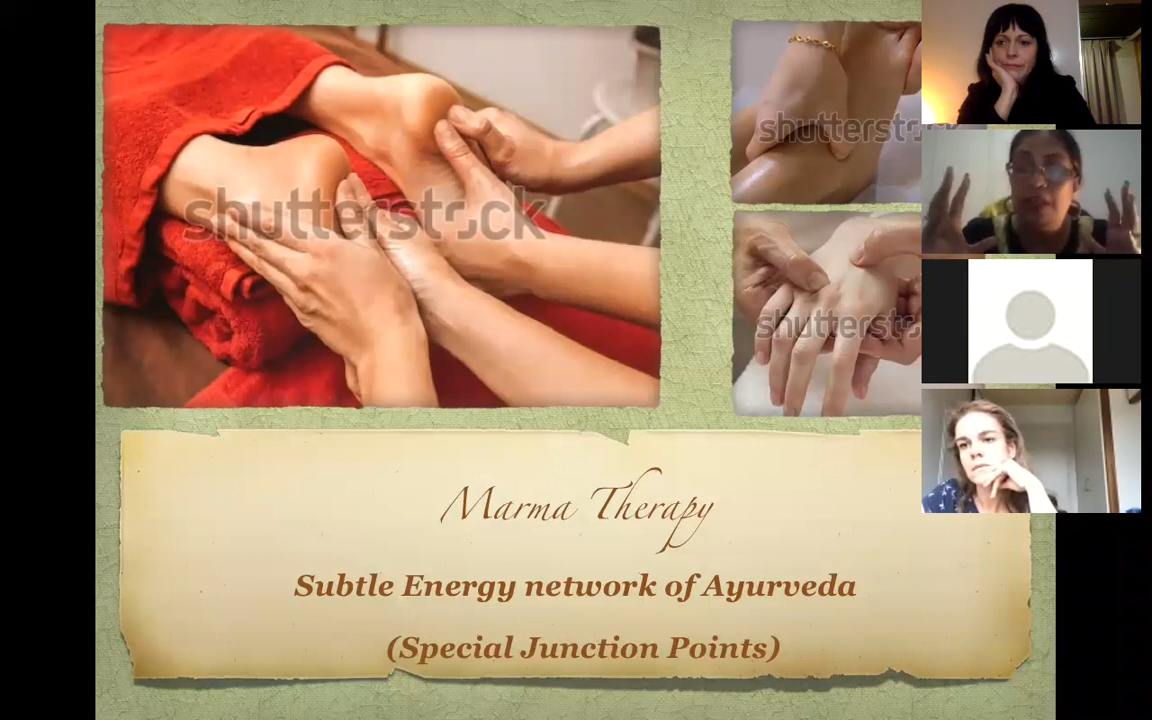 shutterstock
shutterst
shutterst
Marma Therapy
Subtle Energy network of Ayurveda
(Special Junction Points)